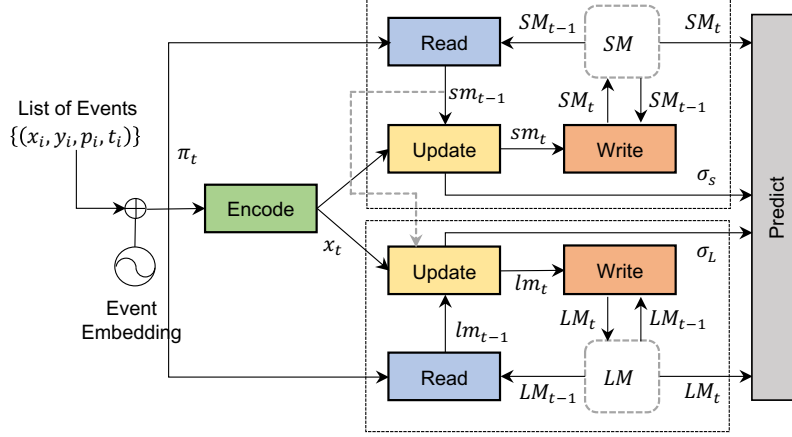 Read
SM_{t-1}
SM
SM_t
List of Events
{(x_i, y_i, p_i, t_i)}
sm_{t-1}
SM_t
SM_{t-1}
π_t
Update
sm_t
Write
σ_s
Encode
Predict
x_t
Update
lm_t
Write
σ_L
Event
Embedding
lm_{t-1}
LM_t
LM_{t-1}
Read
LM_{t-1}
LM
LM_t